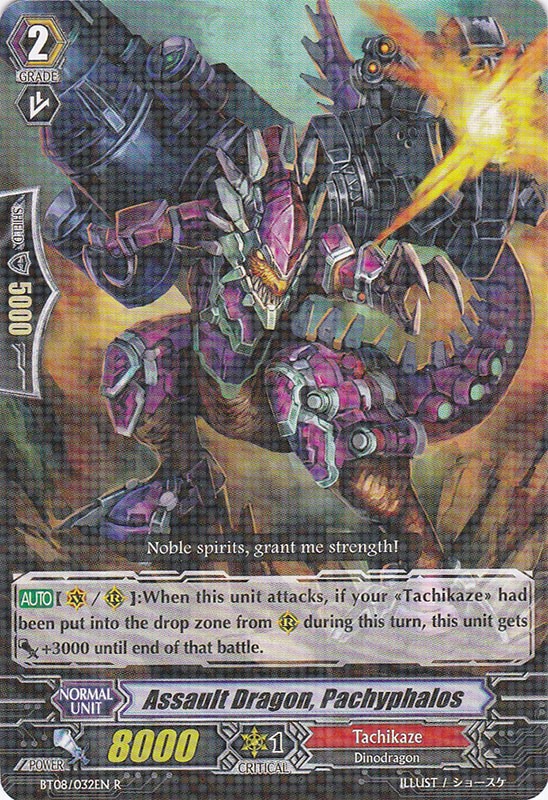 2
GRADE
SHIELD
5000
Noble spirits, grant me strength!
AUTO [ V / R ]:When this unit attacks, if your «Tachikaze» had
been put into the drop zone from R during this turn, this unit gets
+3000 until end of that battle.
NORMAL
UNIT
Assault Dragon, Pachyphalos
POWER
8000
1
CRITICAL
Tachikaze
Dinodragon
BT08/032EN R
ILLUST / ショースケ